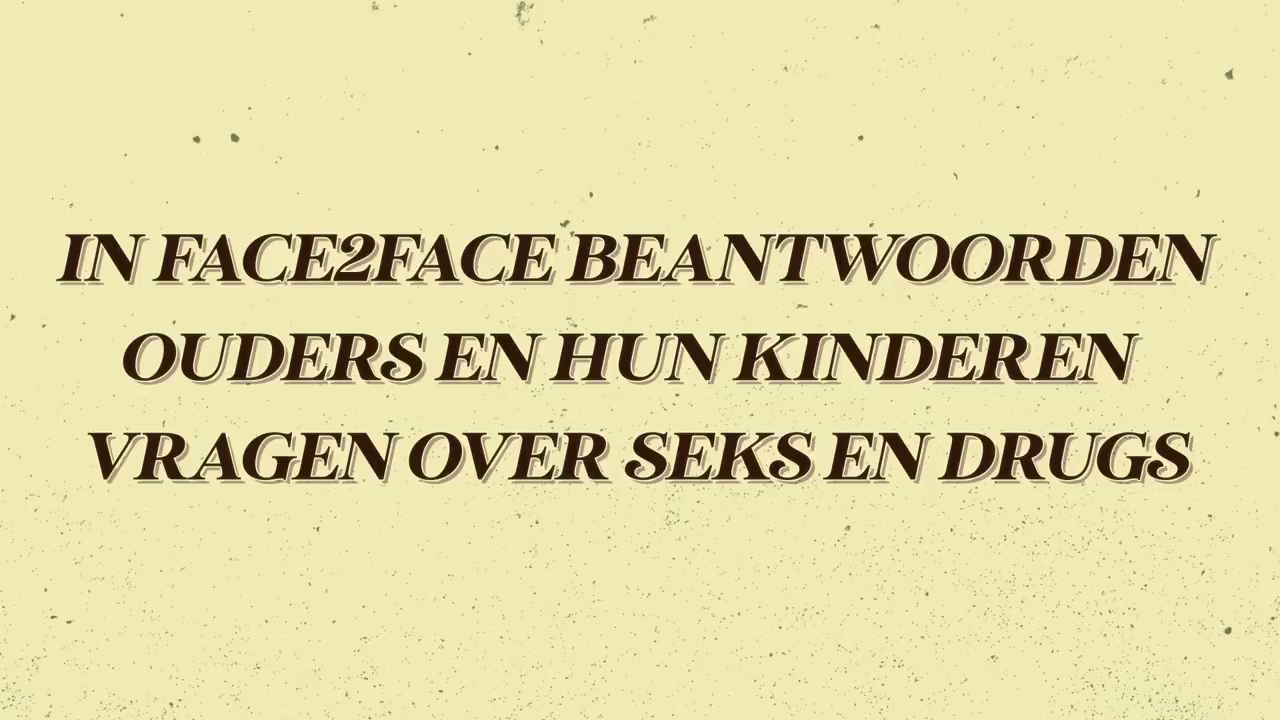 IN FACE2FACE BEANTWOORDEN
OUDERS EN HUN KINDEREN
VRAGEN OVER SEKS EN DRUGS